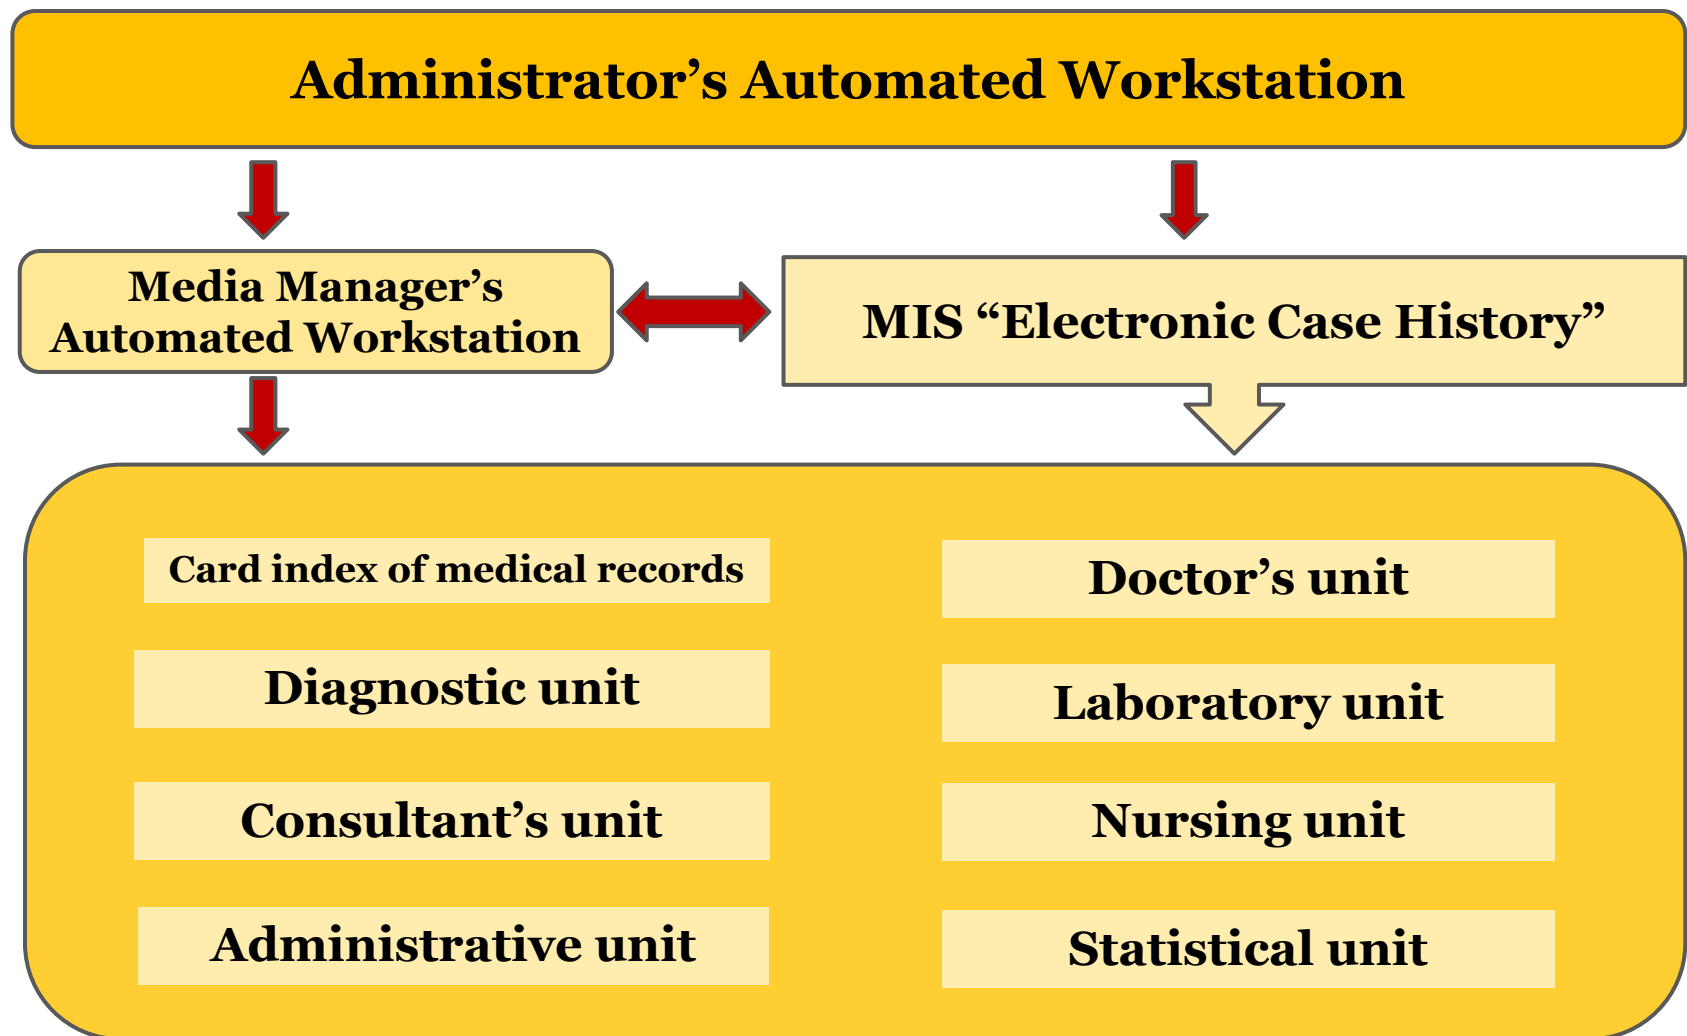 Administrator’s Automated Workstation
Media Manager’s
Automated Workstation
MIS “Electronic Case History”
Card index of medical records
Doctor’s unit
Diagnostic unit
Laboratory unit
Consultant’s unit
Nursing unit
Administrative unit
Statistical unit